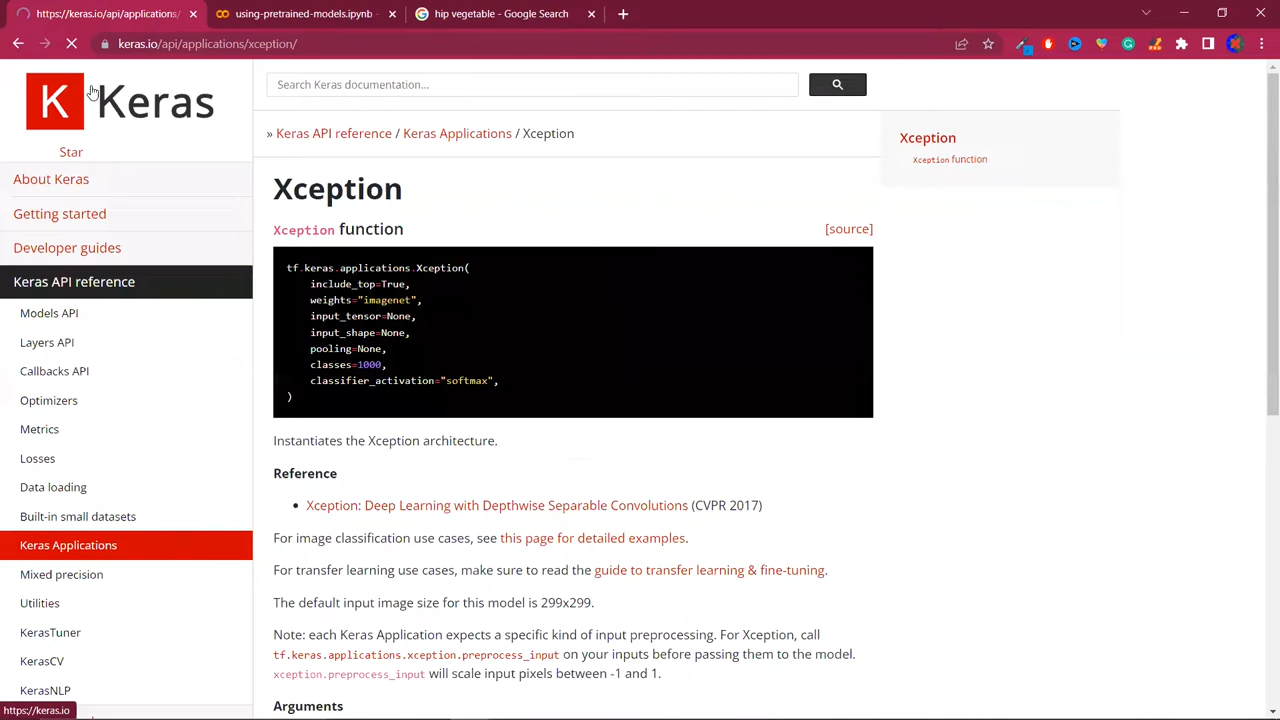 https://keras.io/api/applications/
using-pretrained-models.ipynb
hip vegetable - Google Search
keras.io/api/applications/xception/
K Keras
Star
About Keras
Getting started
Developer guides
Keras API reference
Models API
Layers API
Callbacks API
Optimizers
Metrics
Losses
Data loading
Built-in small datasets
Keras Applications
Mixed precision
Utilities
KerasTuner
KerasCV
KerasNLP
https://keras.io
Search Keras documentation...
» Keras API reference / Keras Applications / Xception
Xception
Xception function
[source]
tf.keras.applications.Xception(
include_top=True,
weights="imagenet",
input_tensor=None,
input_shape=None,
pooling=None,
classes=1000,
classifier_activation="softmax",
)
Instantiates the Xception architecture.
Reference
• Xception: Deep Learning with Depthwise Separable Convolutions (CVPR 2017)
For image classification use cases, see this page for detailed examples.
For transfer learning use cases, make sure to read the guide to transfer learning & fine-tuning.
The default input image size for this model is 299x299.
Note: each Keras Application expects a specific kind of input preprocessing. For Xception, call
tf.keras.applications.xception.preprocess_input on your inputs before passing them to the model.
xception.preprocess_input will scale input pixels between -1 and 1.
Arguments
Xception
Xception function